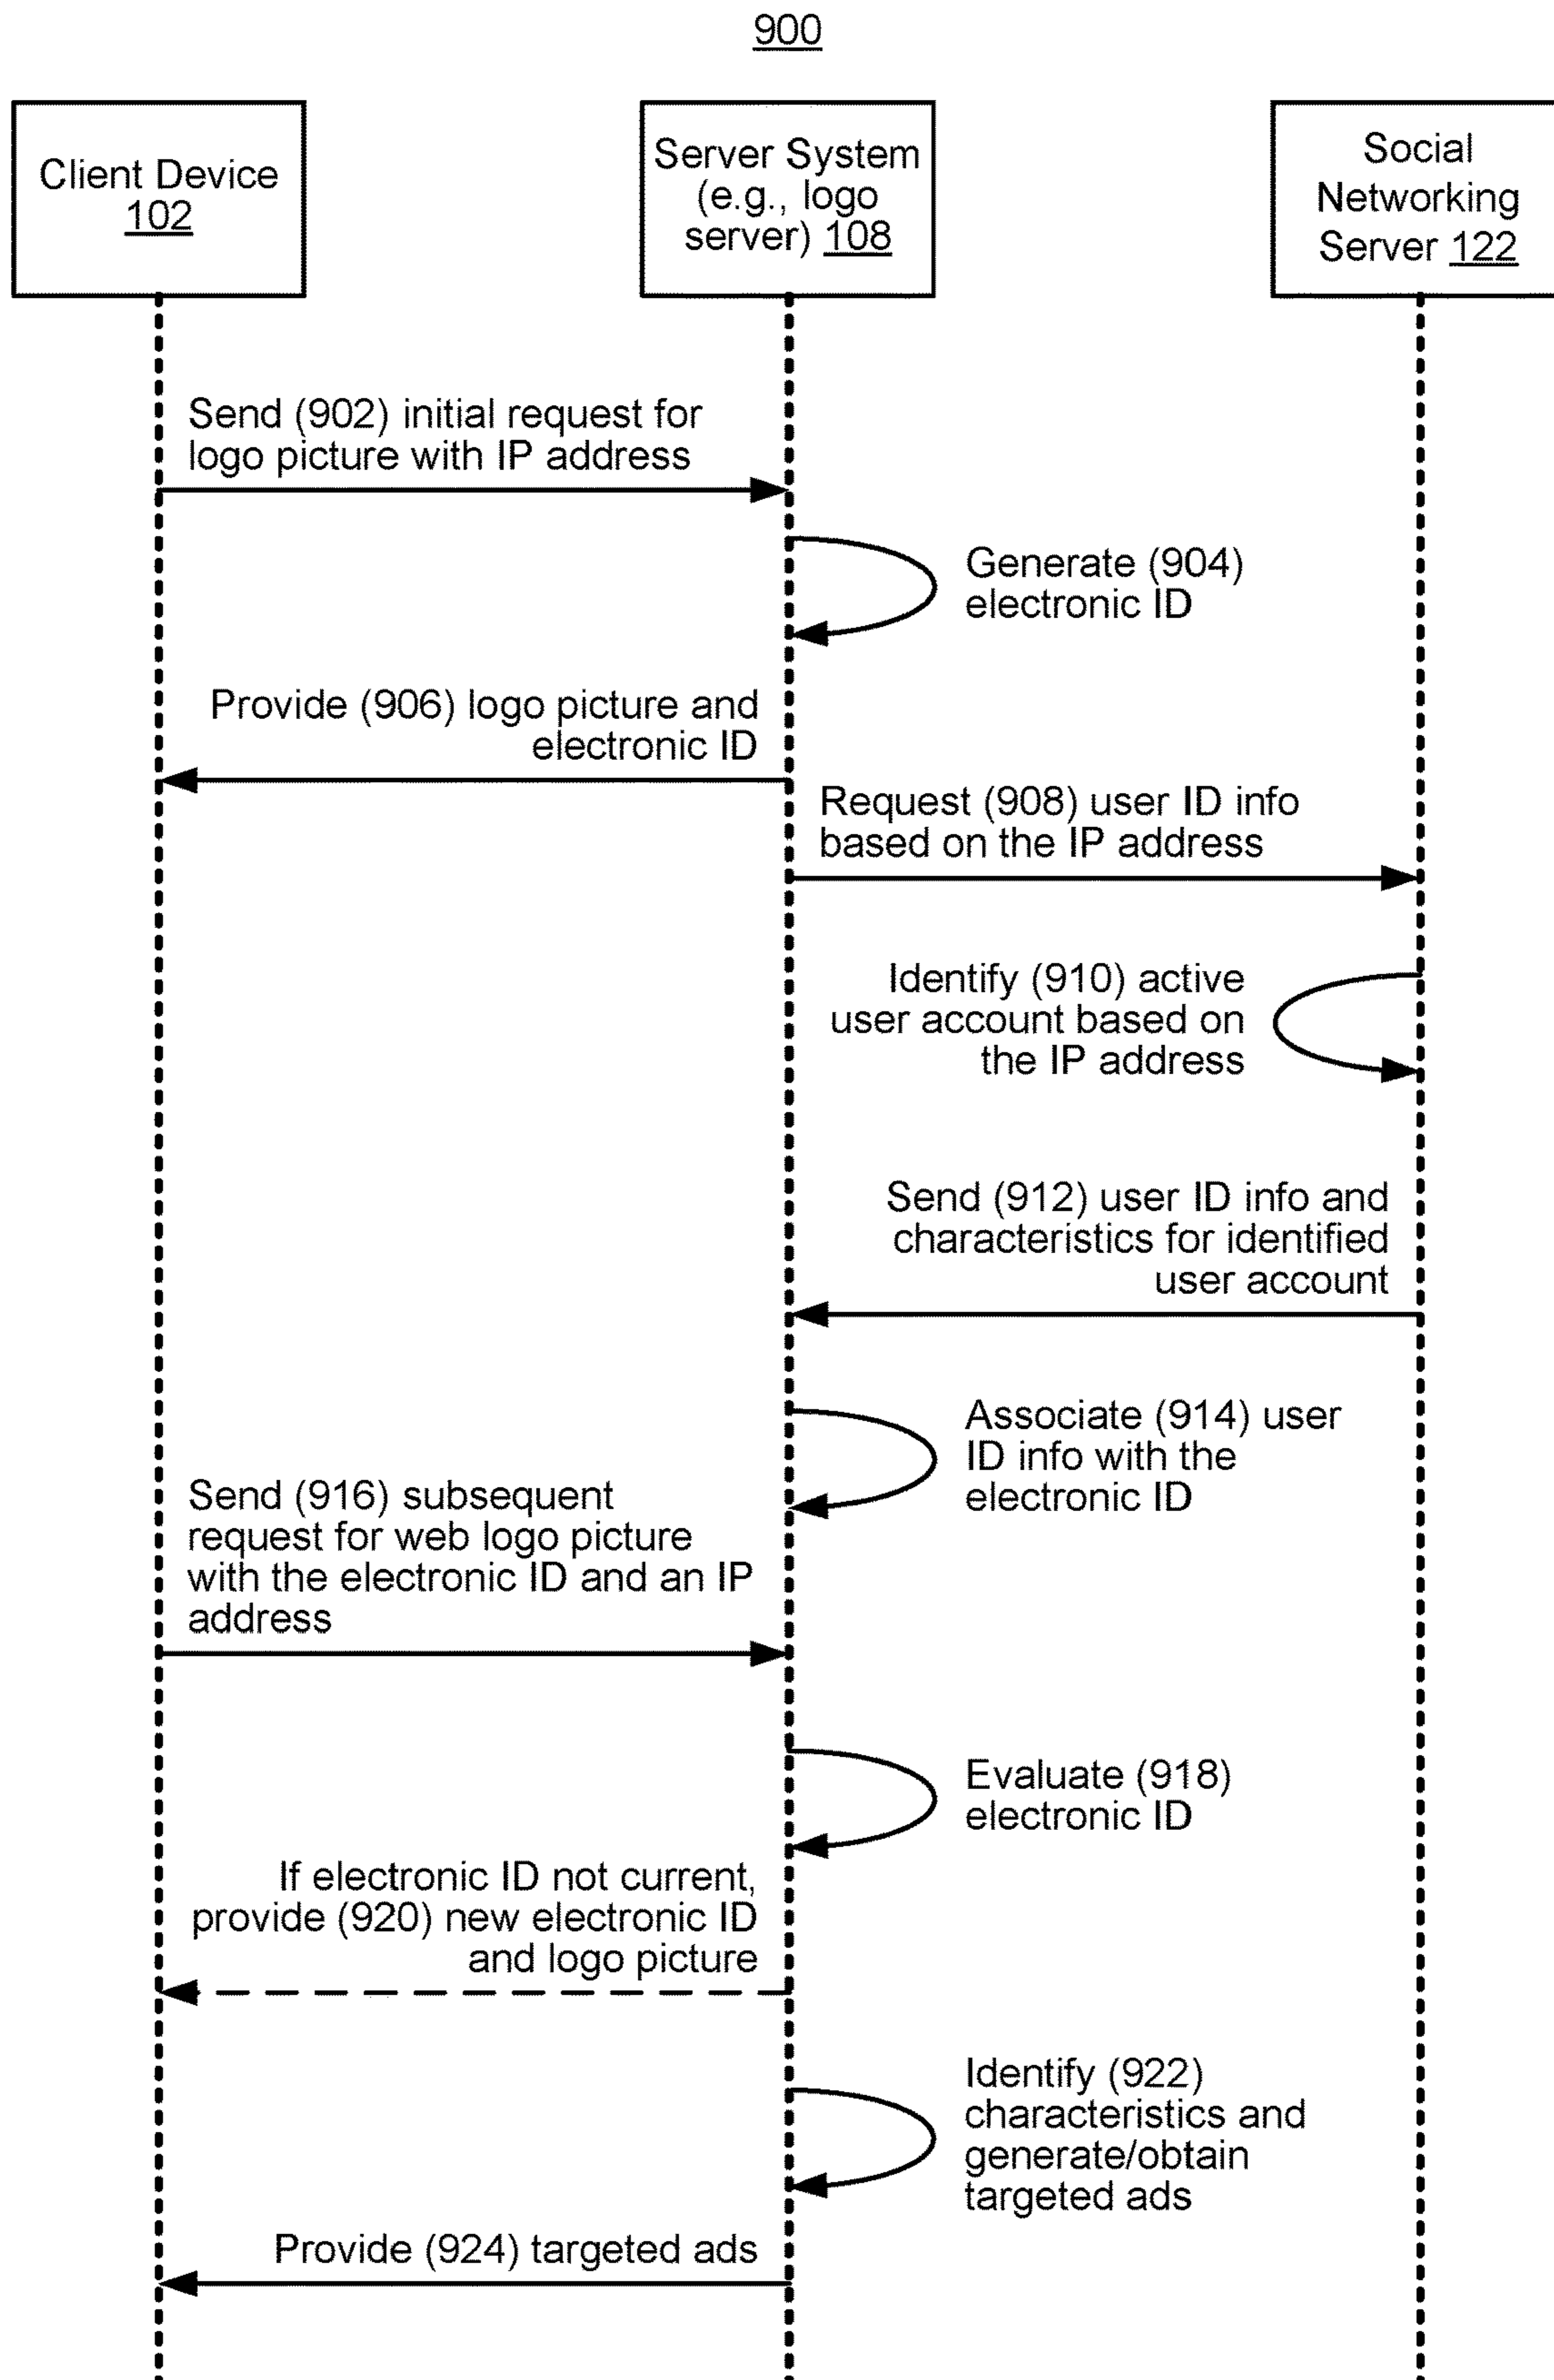 900
Client Device
102
Server System
(e.g., logo
server) 108
Social
Networking
Server 122
Send (902) initial request for
logo picture with IP address
Generate (904)
electronic ID
Provide (906) logo picture and
electronic ID
Request (908) user ID info
based on the IP address
Identify (910) active
user account based on
the IP address
Send (912) user ID info and
characteristics for identified
user account
Associate (914) user
ID info with the
electronic ID
Send (916) subsequent
request for web logo picture
with the electronic ID and an IP
address
Evaluate (918)
electronic ID
If electronic ID not current,
provide (920) new electronic ID
and logo picture
Identify (922)
characteristics and
generate/obtain
targeted ads
Provide (924) targeted ads